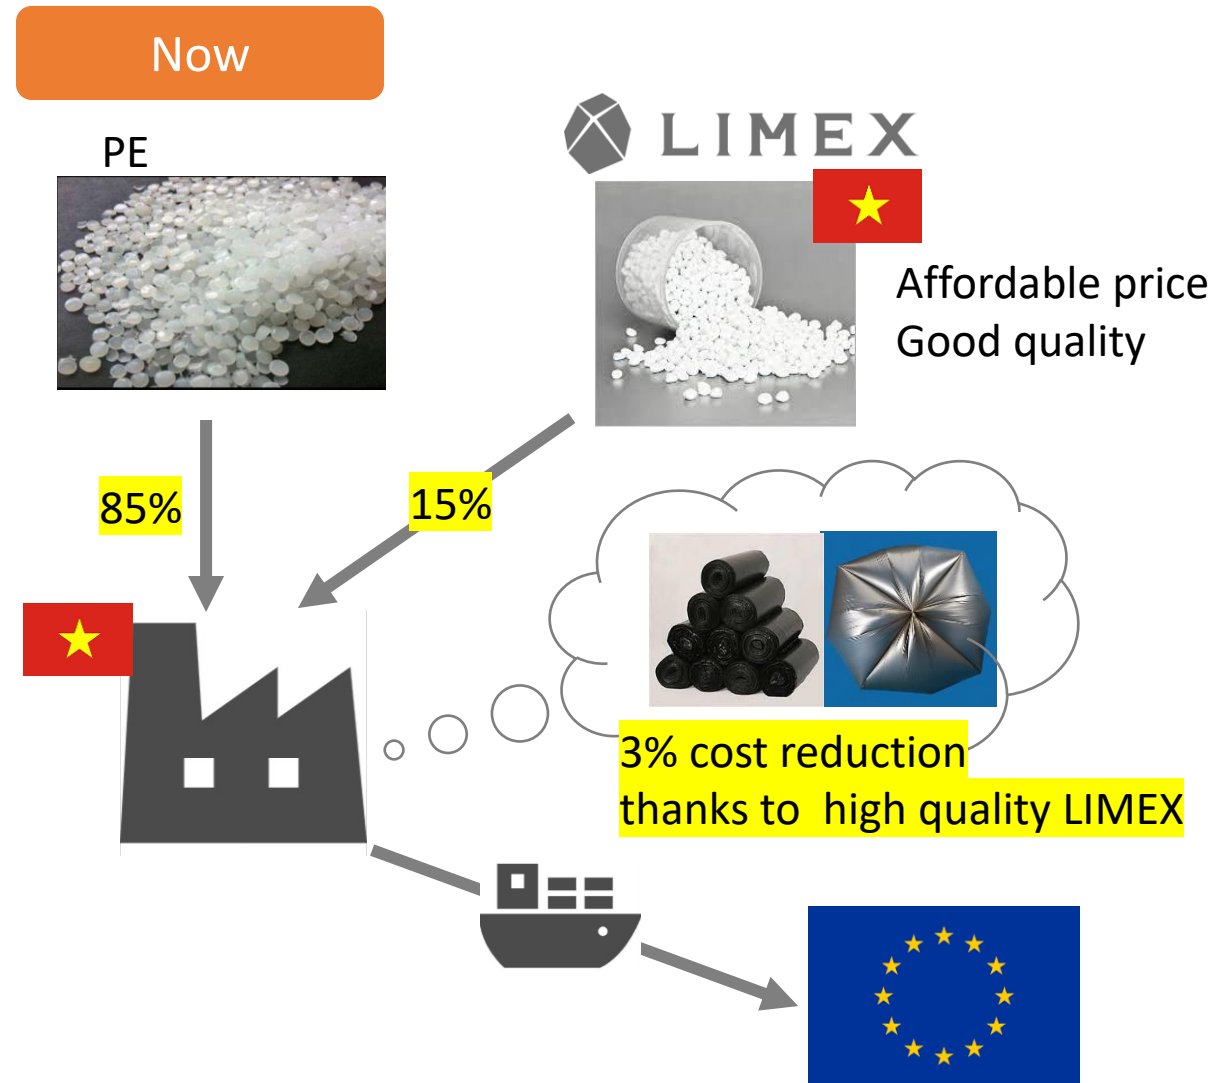 Now
PE
LIMEX
Affordable price
Good quality
85%
15%
3% cost reduction
thanks to  high quality LIMEX